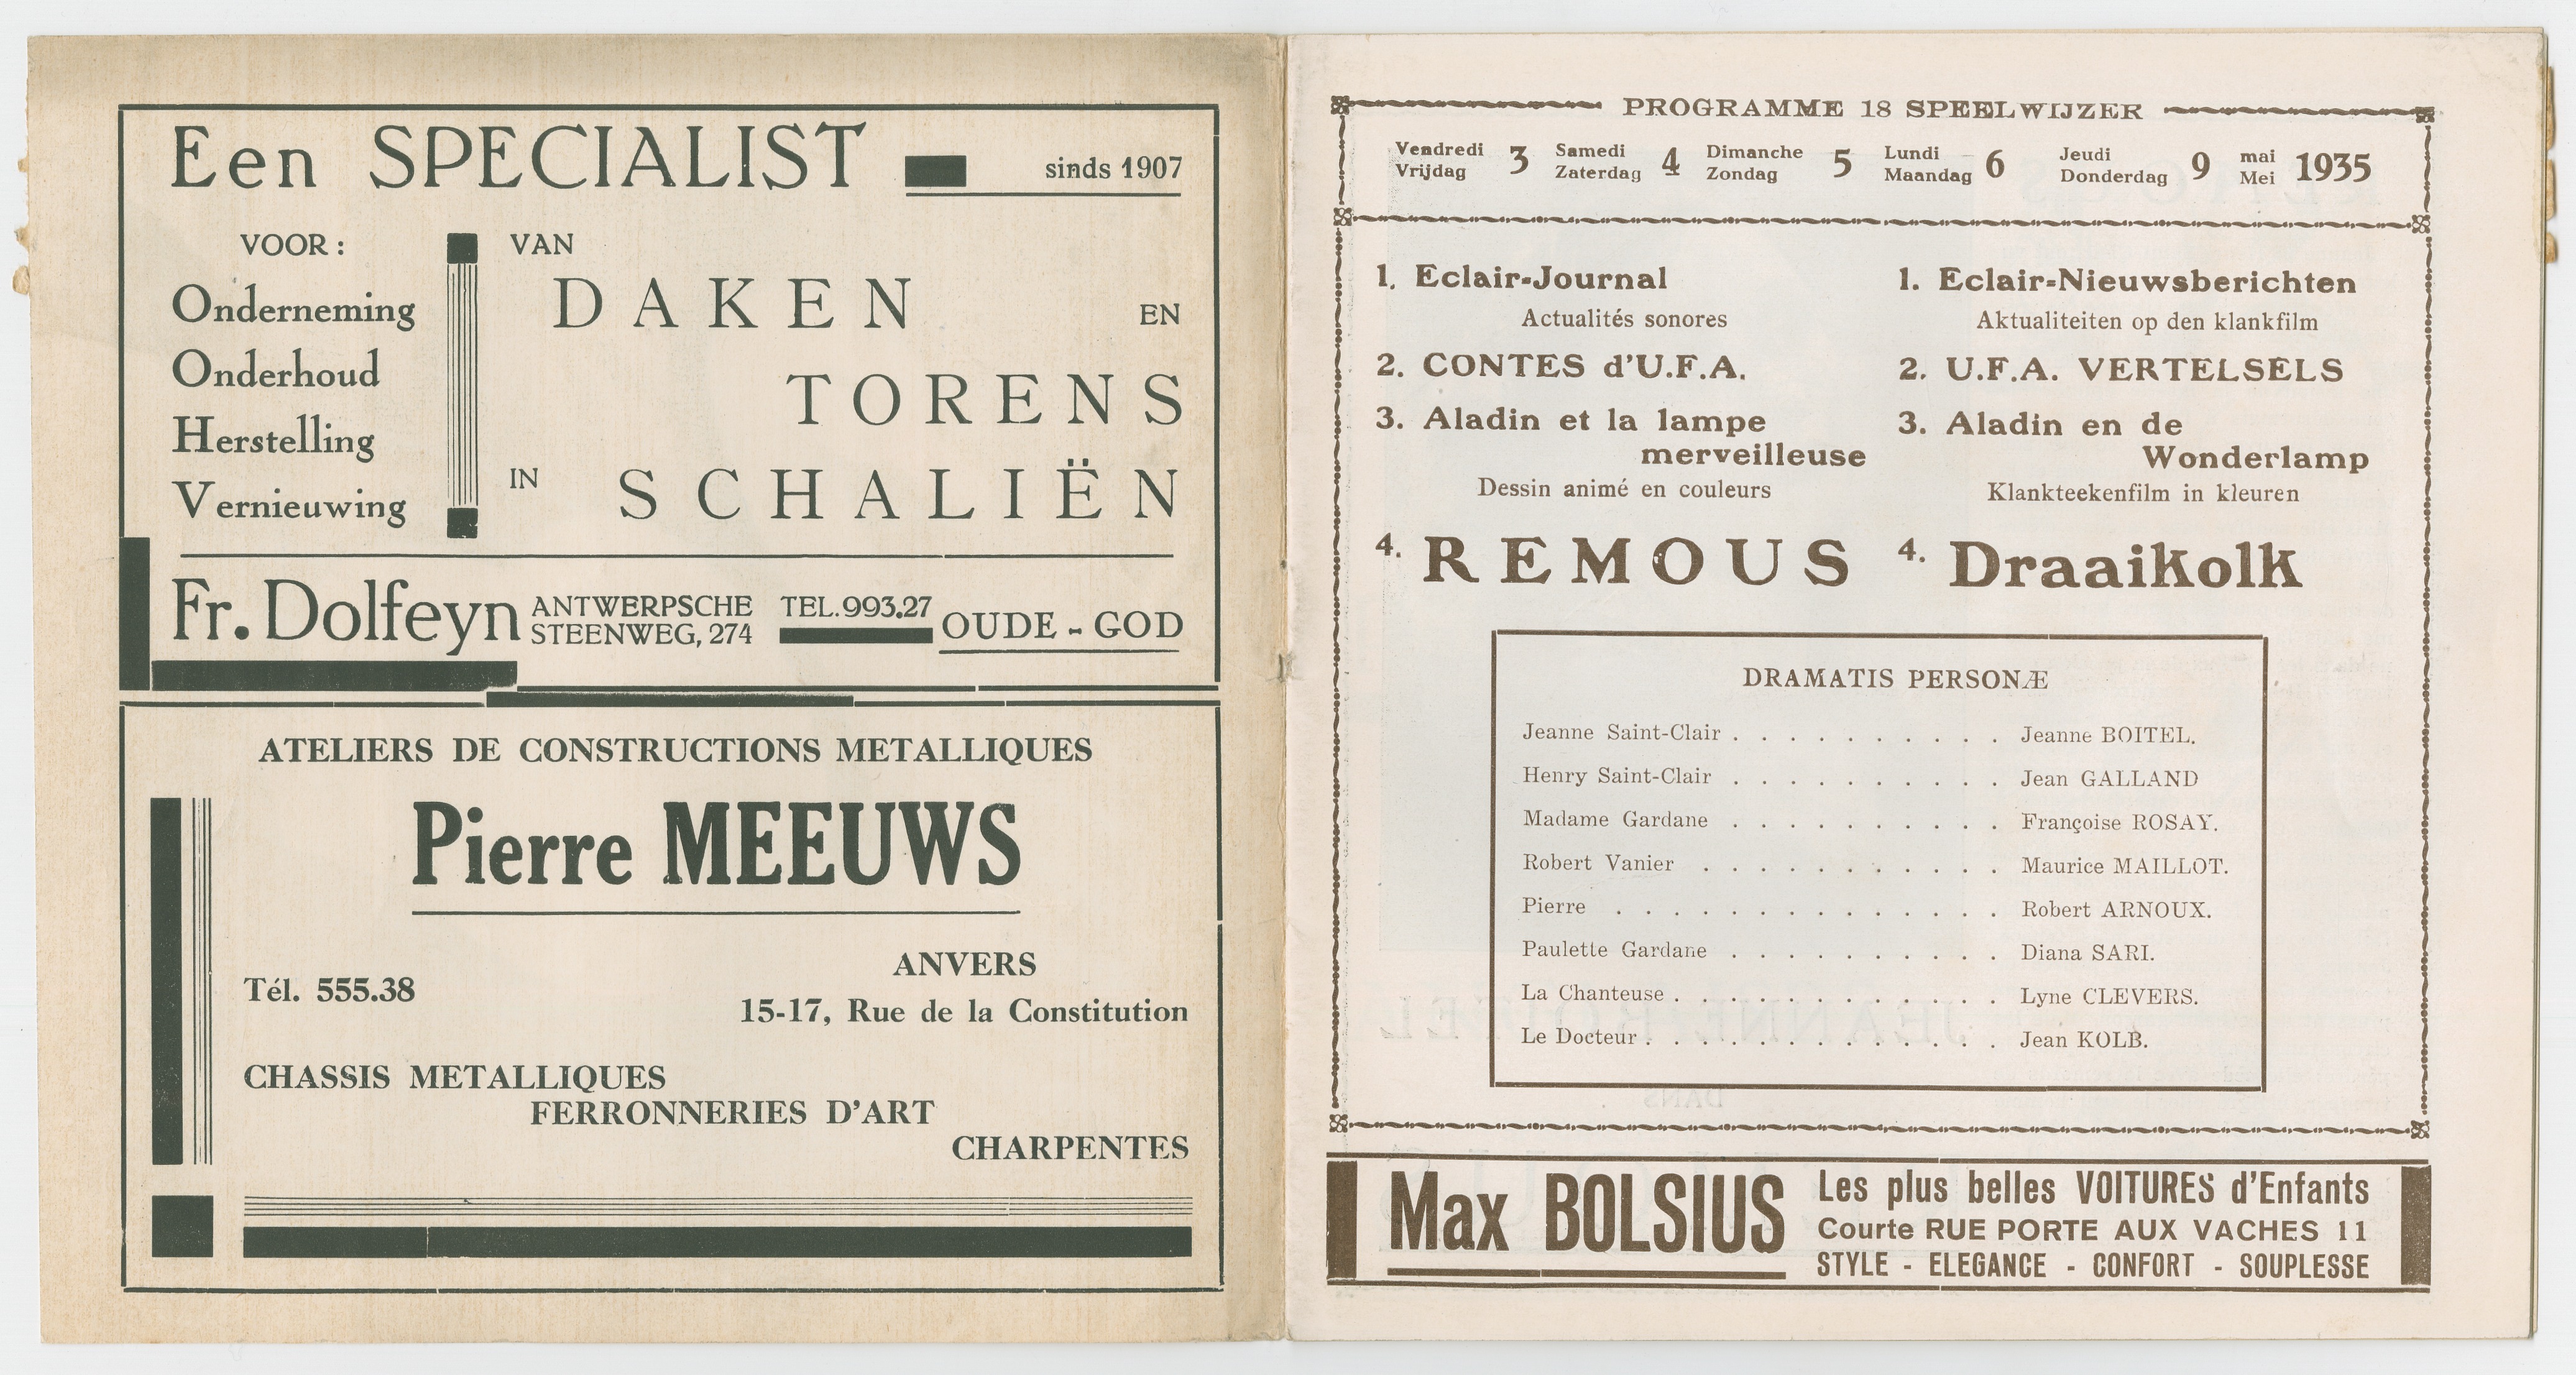 Een SPECIALIST
sinds 1907
VOOR :
Onderneming
Onderhoud
Herstelling
Vernieuwing
VAN
DAKEN
EN
TORENS
IN SCHALIËN
Fr. Dolfeyn
ANTWERPSCHE
STEENWEG, 274
TEL. 993.27
OUDE - GOD
ATELIERS DE CONSTRUCTIONS METALLIQUES
Pierre MEEUWS
Tél. 555.38
ANVERS
15-17, Rue de la Constitution
CHASSIS METALLIQUES
FERRONNERIES D'ART
CHARPENTES
PROGRAMME 18 SPEELWIJZER
Vendredi
Vrijdag
3
Samedi
Zaterdag
4
Dimanche
Zondag
5
Lundi
Maandag
6
Jeudi
Donderdag
9
mai
Mei
1935
1. Eclair-Journal
Actualités sonores
2. CONTES d'U.F.A.
3. Aladin et la lampe
merveilleuse
Dessin animé en couleurs
4. REMOUS
1. Eclair-Nieuwsberichten
Aktualiteiten op den klankfilm
2. U.F.A. VERTELSELS
3. Aladin en de
Wonderlamp
Klankteekenfilm in kleuren
4. Draaikolk
DRAMATIS PERSONÆ
Jeanne Saint-Clair . . . . . . . . . . Jeanne BOITEL.
Henry Saint-Clair . . . . . . . . . . Jean GALLAND
Madame Gardane . . . . . . . . . . Françoise ROSAY.
Robert Vanier . . . . . . . . . . . Maurice MAILLOT.
Pierre . . . . . . . . . . . . . . Robert ARNOUX.
Paulette Gardane . . . . . . . . . . Diana SARI.
La Chanteuse . . . . . . . . . . . . Lyne CLEVERS.
Le Docteur . . . . . . . . . . . . . Jean KOLB.
Max BOLSIUS
Les plus belles VOITURES d'Enfants
Courte RUE PORTE AUX VACHES 11
STYLE - ELEGANCE - CONFORT - SOUPLESSE